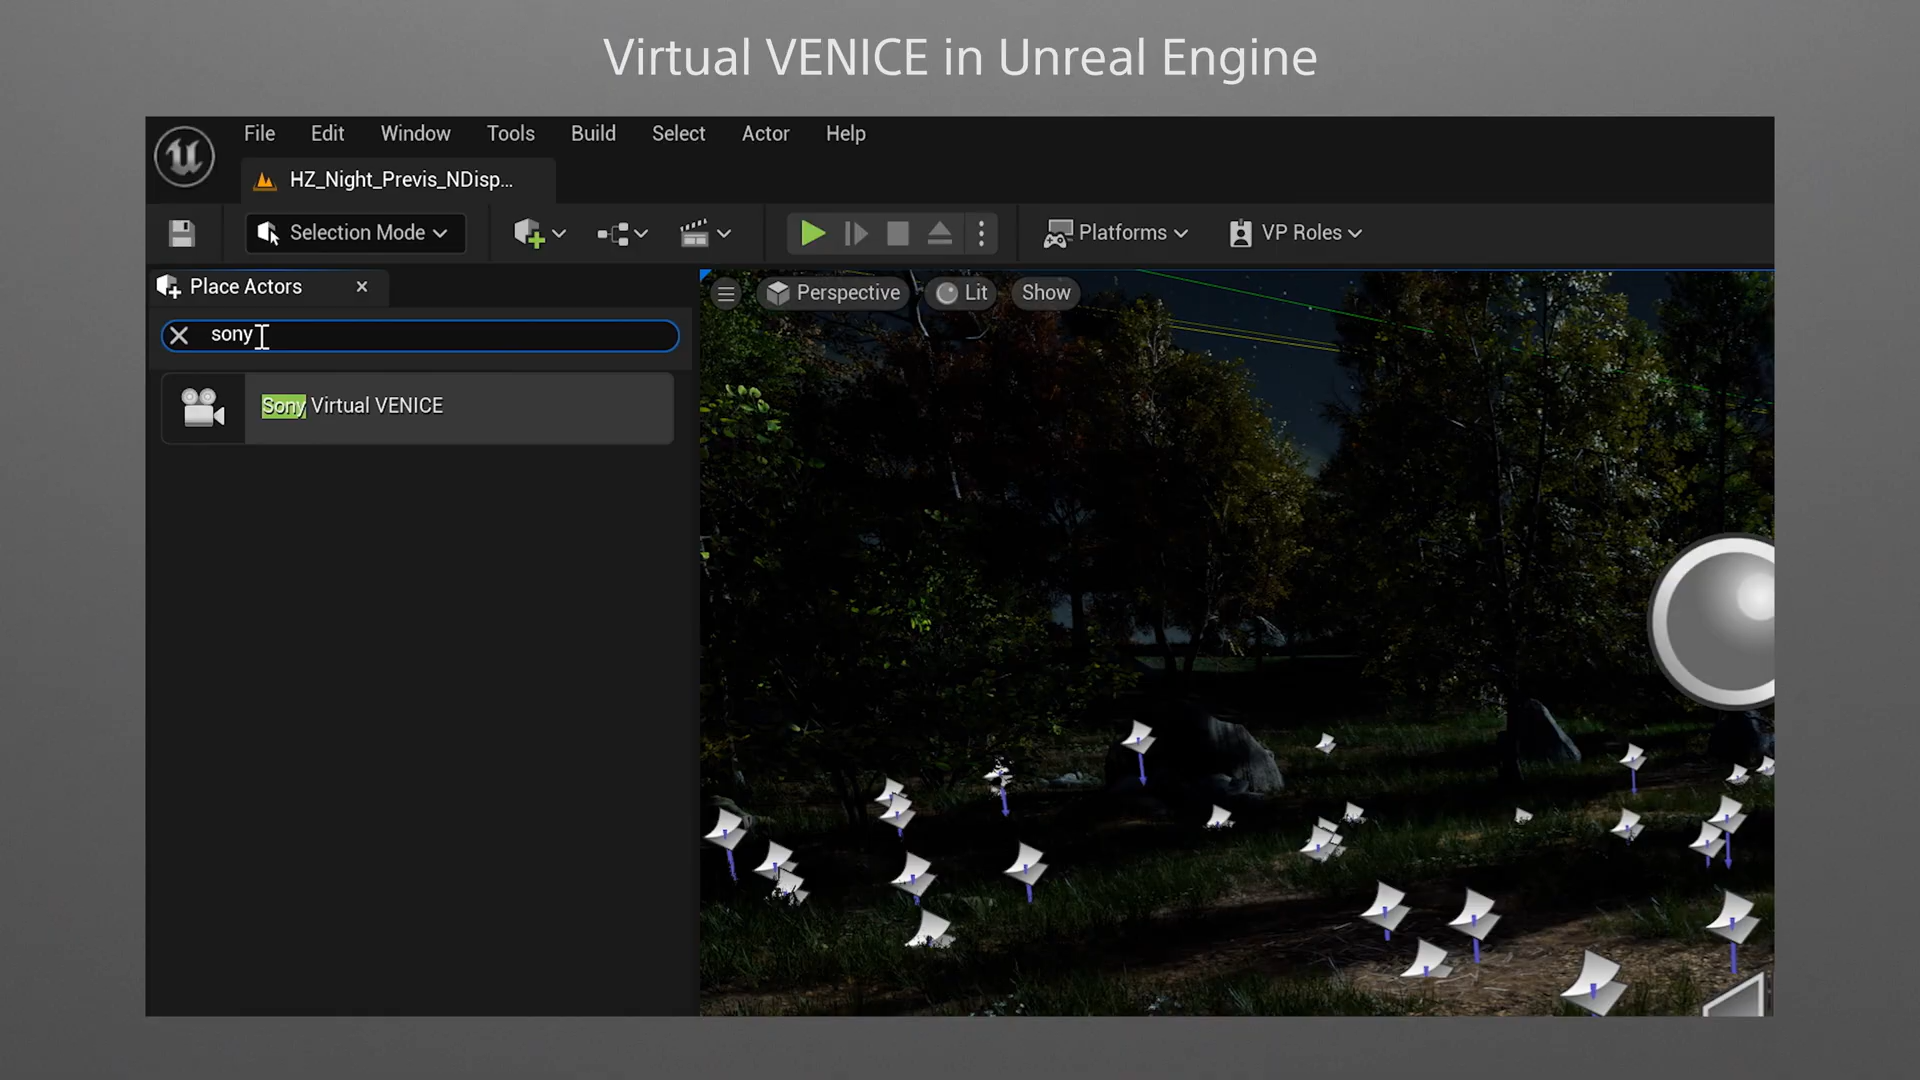 Virtual VENICE in Unreal Engine
File Edit Window Tools Build Select Actor Help
HZ_Night_Previs_NDisp...
Selection Mode Platforms VP Roles
Place Actors
Perspective Lit Show
sony
Sony Virtual VENICE